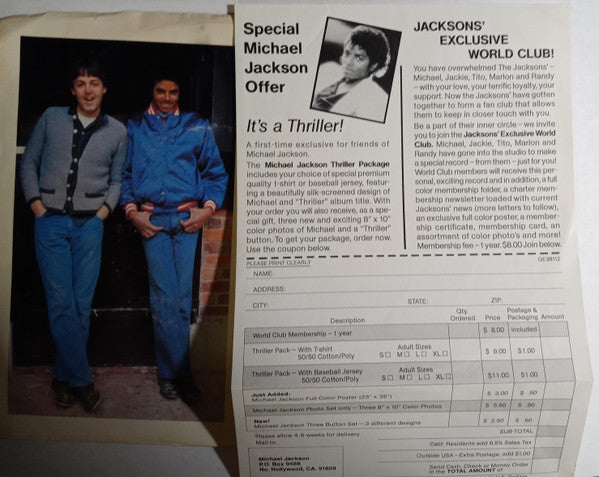 Special
Michael
Jackson
Offer
It's a Thriller!
A first-time exclusive for friends of
Michael Jackson.
The Michael Jackson Thriller Package
includes your choice of special premium
quality t-shirt or baseball jersey, featur-
ing a beautifully silk-screened design of
Michael and "Thriller" album title. With
your order you will also receive, as a spe-
cial gift, three new and exciting 8" x 10"
color photos of Michael and a "Thriller"
button. To get your package, order now.
Use the coupon below.
JACKSONS'
EXCLUSIVE
WORLD CLUB!
You have overwhelmed The Jacksons' –
Michael, Jackie, Tito, Marlon and Randy
– with your love, your terrific loyalty, your
support. Now the Jacksons' have gotten
together to form a fan club that allows
them to keep in closer touch with you.
Be a part of their inner circle – we invite
you to join the Jacksons' Exclusive World
Club. Michael, Jackie, Tito, Marlon and
Randy have gone into the studio to make
a special record – from them – just for you!
World Club members will receive this per-
sonal, exciting record and in addition, a full
color membership folder, a charter mem-
bership newsletter loaded with current
Jacksons' news (more letters to follow),
an exclusive full color poster, a member-
ship certificate, membership card, an
assortment of color photo's and more!
Membership fee – 1 year. $8.00 Join below.
PLEASE PRINT CLEARLY
OE38112
NAME:
ADDRESS:
CITY: STATE: ZIP:
Description Qty. Ordered Price Postage & Packaging Amount
World Club Membership – 1 year $ 8.00 included
Thriller Pack – With T-shirt Adult Sizes $ 9.00 $1.00
50/50 Cotton/Poly S□ M□ L□ XL□
Thriller Pack – With Baseball Jersey Adult Sizes $11.00 $1.00
50/50 Cotton/Poly S□ M□ L□ XL□
Just Added:
Michael Jackson Full-Color Poster (23" x 35") $ 3.00 $ .50
Michael Jackson Photo Set only – Three 8" x 10" Color Photos $ 3.50 $ .50
New!
Michael Jackson Three Button Set – 3 different designs $ 2.50 $ .50
Please allow 4-6 weeks for delivery SUB-TOTAL
Mail to: Calif. Residents add 6.5% Sales Tax
Michael Jackson Outside USA - Extra Postage, add $1.00
P.O. Box 9488 Send Cash, Check or Money Order
No. Hollywood, CA. 91609 in the TOTAL AMOUNT of